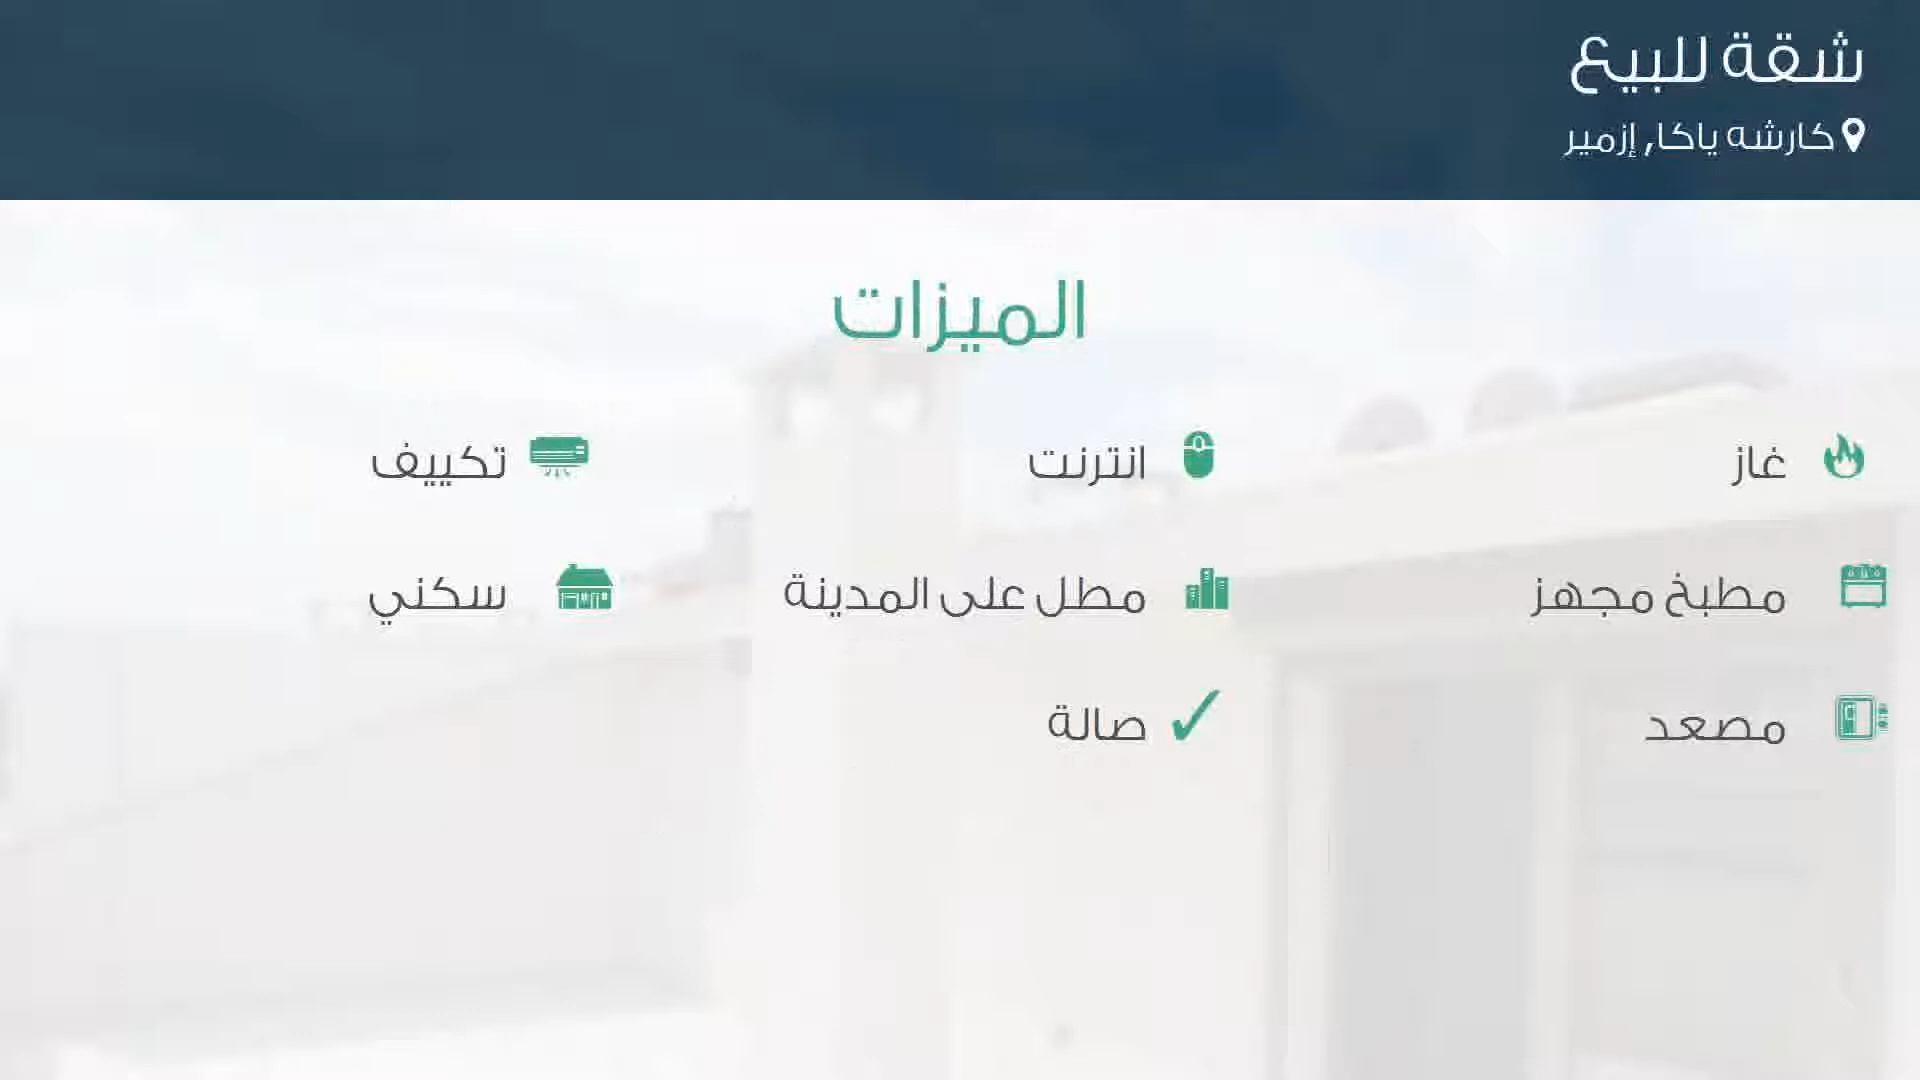 شقة للبيع
كارشه ياكا, إزمير
الميزات
غاز
انترنت
تكييف
مطبخ مجهز
مطل على المدينة
سكني
مصعد
صالة